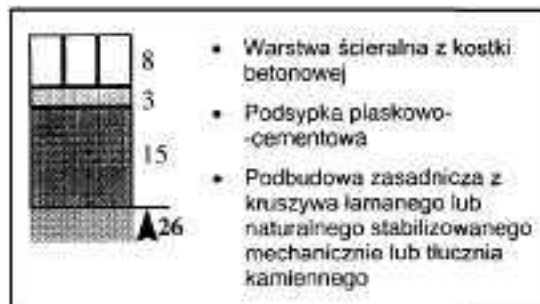 8
3
15
26
• Warstwa ścieralna z kostki
betonowej
• Podsypka piaskowo-
-cementowa
• Podbudowa zasadnicza z
kruszywa łamanego lub
naturalnego stabilizowanego
mechanicznie lub tłucznia
kamiennego